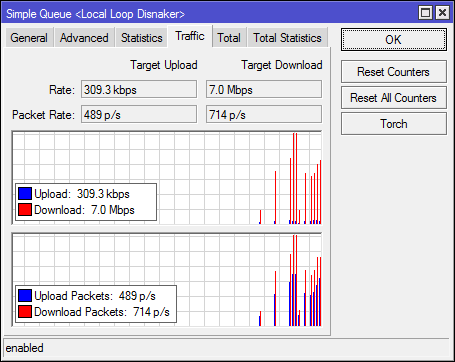 Simple Queue <Local Loop Disnaker>
General Advanced Statistics Traffic Total Total Statistics
OK
Target Upload Target Download
Rate: 309.3 kbps 7.0 Mbps
Reset Counters
Packet Rate: 489 p/s 714 p/s
Reset All Counters
Torch
Upload: 309.3 kbps
Download: 7.0 Mbps
Upload Packets: 489 p/s
Download Packets: 714 p/s
enabled